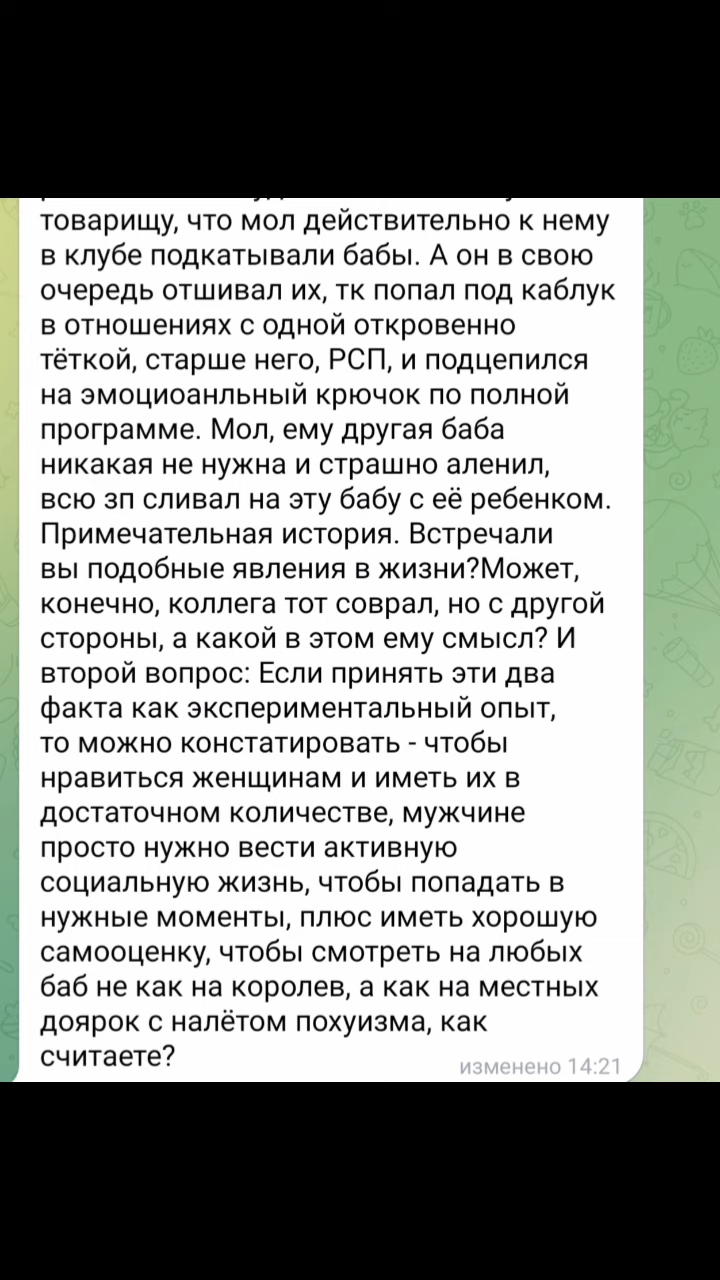 товарищу, что мол действительно к нему
в клубе подкатывали бабы. А он в свою
очередь отшивал их, тк попал под каблук
в отношениях с одной откровенно
тёткой, старше него, РСП, и подцепился
на эмоциоанльный крючок по полной
программе. Мол, ему другая баба
никакая не нужна и страшно аленил,
всю зп сливал на эту бабу с её ребенком.
Примечательная история. Встречали
вы подобные явления в жизни?Может,
конечно, коллега тот соврал, но с другой
стороны, а какой в этом ему смысл? И
второй вопрос: Если принять эти два
факта как экспериментальный опыт,
то можно констатировать - чтобы
нравиться женщинам и иметь их в
достаточном количестве, мужчине
просто нужно вести активную
социальную жизнь, чтобы попадать в
нужные моменты, плюс иметь хорошую
самооценку, чтобы смотреть на любых
баб не как на королев, а как на местных
доярок с налётом похуизма, как
считаете?
изменено 14:21